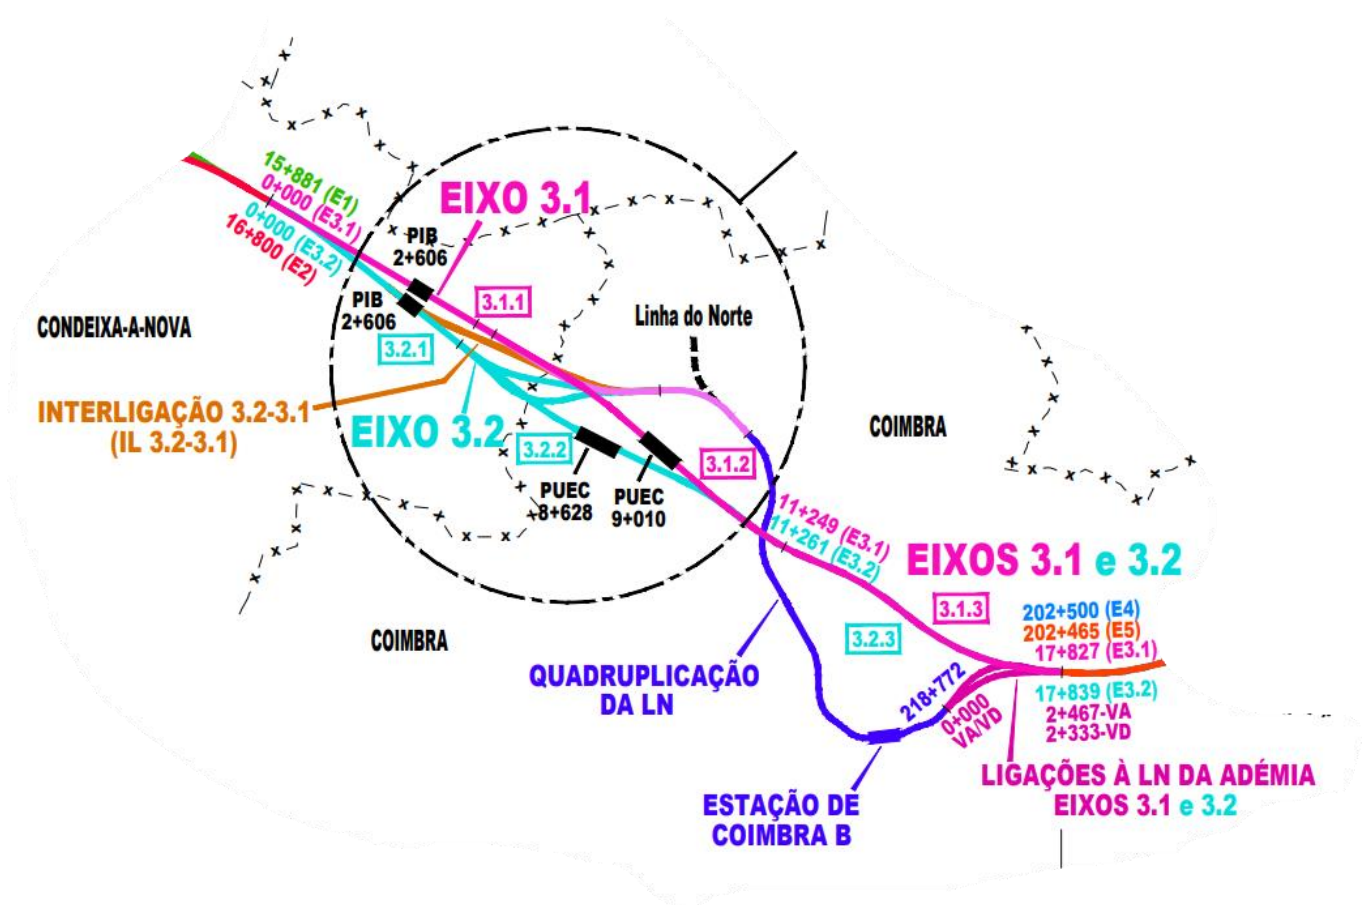 15+881 (E1)
0+000 (E3.1)
0+000 (E3.2)
16+800 (E2)
EIXO 3.1
PIB
2+606
PIB
2+606
3.1.1
Linha do Norte
CONDEIXA-A-NOVA
3.2.1
INTERLIGAÇÃO 3.2-3.1
(IL 3.2-3.1)
EIXO 3.2
COIMBRA
3.2.2
3.1.2
PUEC
8+628
PUEC
9+010
11+249 (E3.1)
11+261 (E3.2)
EIXOS 3.1 e 3.2
3.1.3
202+500 (E4)
202+465 (E5)
17+827 (E3.1)
3.2.3
COIMBRA
QUADRUPLICAÇÃO
DA LN
218+772
0+000
VA/VD
17+839 (E3.2)
2+467-VA
2+333-VD
LIGAÇÕES À LN DA ADÉMIA
EIXOS 3.1 e 3.2
ESTAÇÃO DE
COIMBRA B